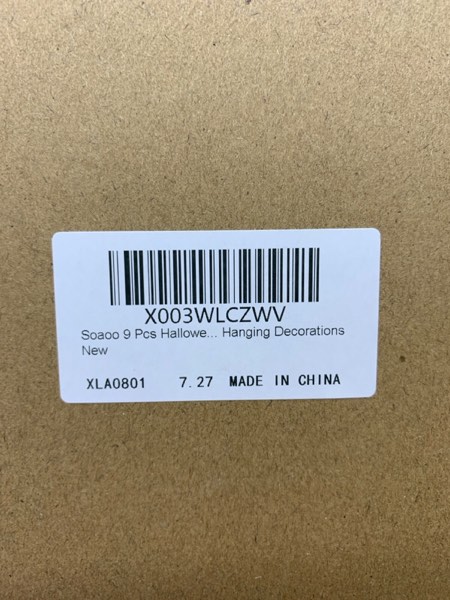 X003WLCZWV
Soaoo 9 Pcs Hallowe... Hanging Decorations
New
XLA0801 7.27 MADE IN CHINA